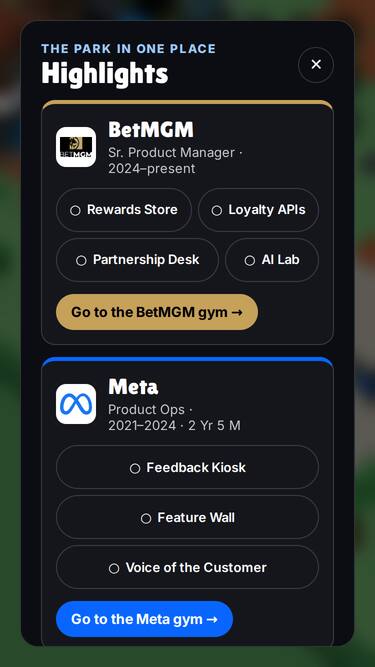 THE PARK IN ONE PLACE
Highlights
BetMGM
BETMGM
Sr. Product Manager ·
2024–present
Rewards Store
Loyalty APIs
Partnership Desk
AI Lab
Go to the BetMGM gym →
Meta
Product Ops ·
2021–2024 · 2 Yr 5 M
Feedback Kiosk
Feature Wall
Voice of the Customer
Go to the Meta gym →